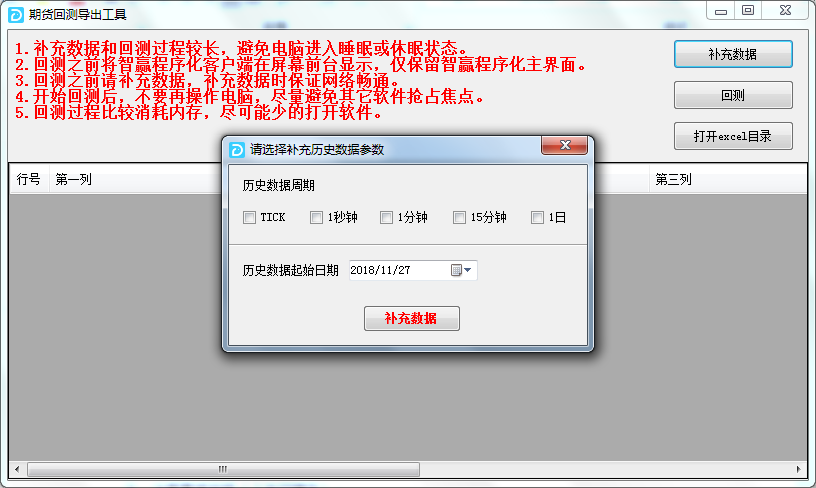 期货回测导出工具
1.补充数据和回测过程较长，避免电脑进入睡眠或休眠状态。
2.回测之前将智赢程序化客户端在屏幕前台显示，仅保留智赢程序化主界面。
3.回测之前请补充数据，补充数据时保证网络畅通。
4.开始回测后，不要再操作电脑，尽量避免其它软件抢占焦点。
5.回测过程比较消耗内存，尽可能少的打开软件。
补充数据
回测
打开excel目录
行号 第一列 第三列
请选择补充历史数据参数
历史数据周期
TICK 1秒钟 1分钟 15分钟 1日
历史数据起始日期 2018/11/27
补充数据